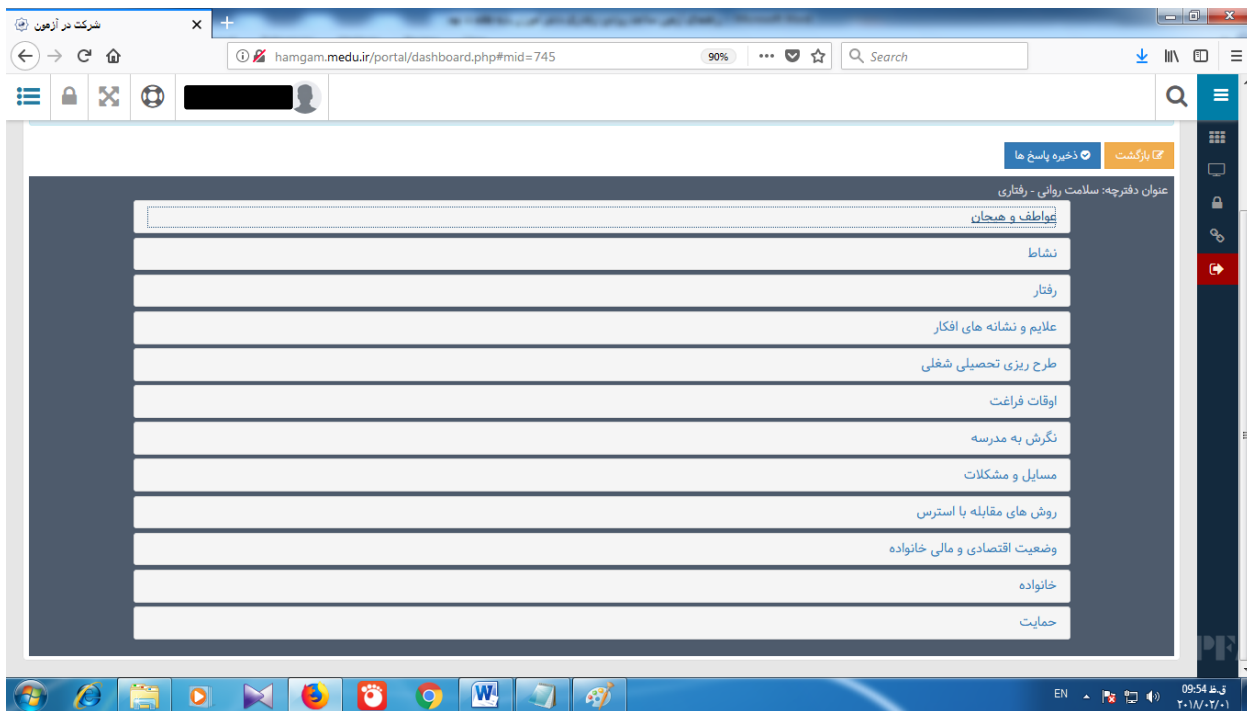 شرکت در آزمون
hamgam.medu.ir/portal/dashboard.php#mid=745
90%
Search
بازگشت
ذخیره پاسخ ها
عنوان دفترچه: سلامت روانی - رفتاری
عواطف و هیجان
نشاط
رفتار
علایم و نشانه های افکار
طرح ریزی تحصیلی شغلی
اوقات فراغت
نگرش به مدرسه
مسایل و مشکلات
روش های مقابله با استرس
وضعیت اقتصادی و مالی خانواده
خانواده
حمایت
EN
09:54 ق.ظ
۲۰۱۸/۰۲/۰۱